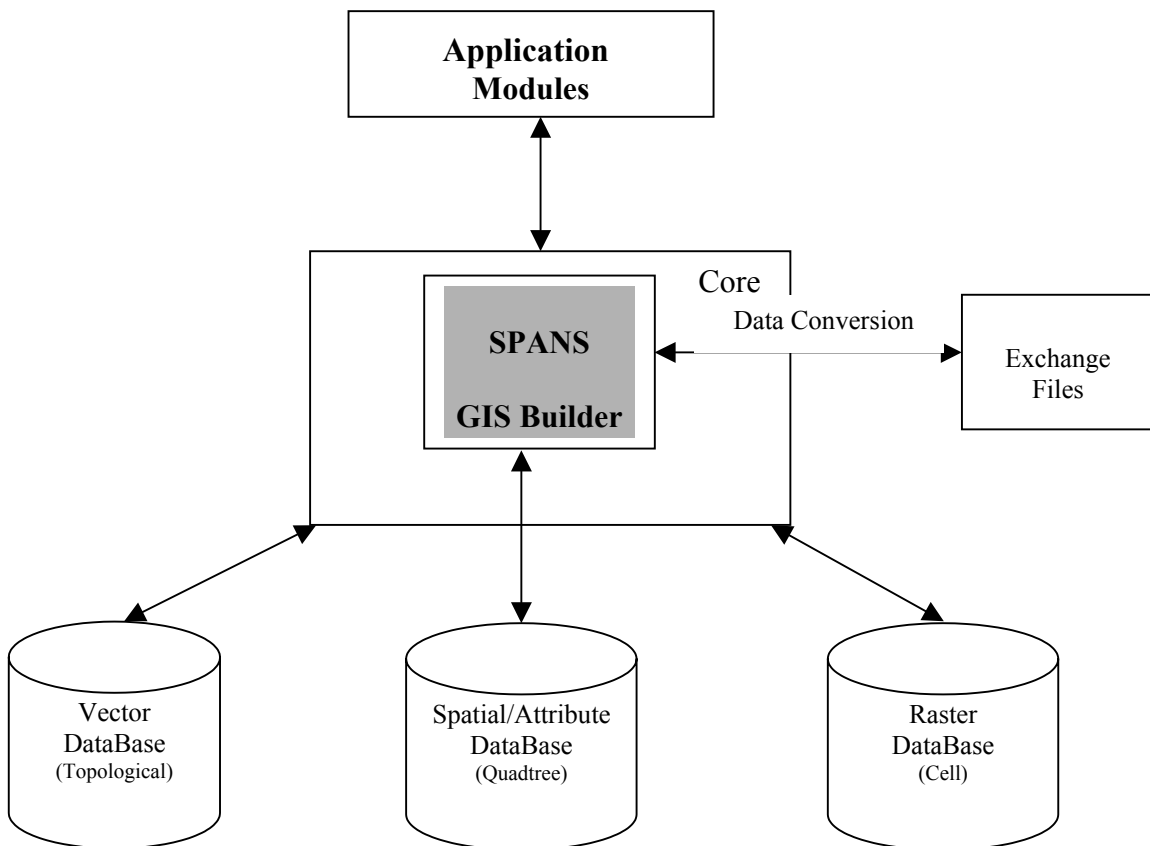 Application
Modules
Core
Data Conversion
SPANS
GIS Builder
Exchange
Files
Vector
DataBase
(Topological)
Spatial/Attribute
DataBase
(Quadtree)
Raster
DataBase
(Cell)